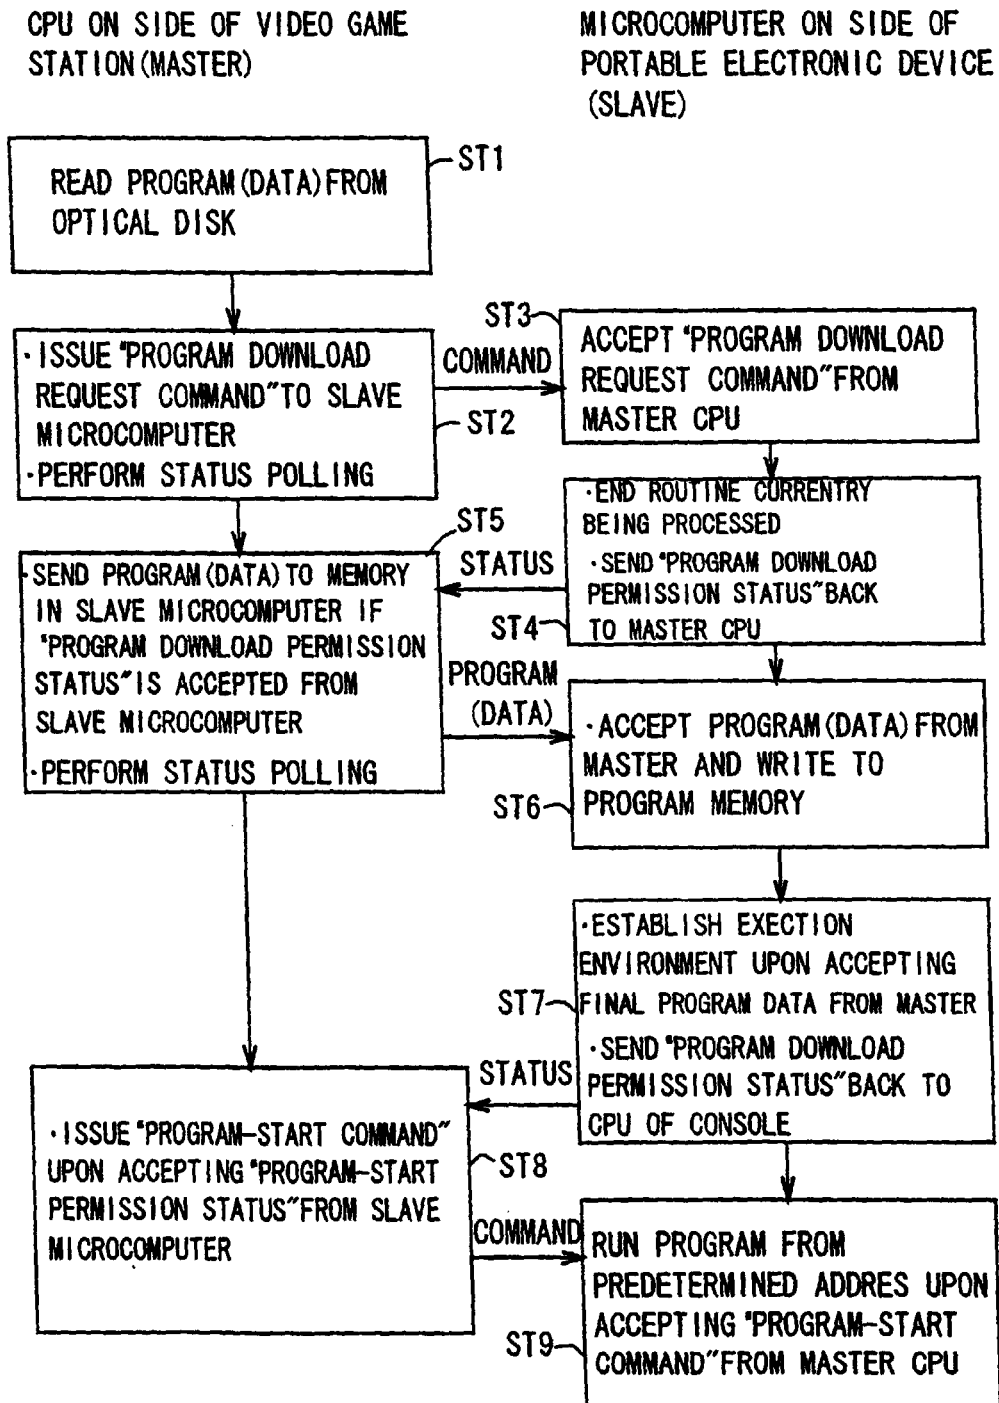 CPU ON SIDE OF VIDEO GAME
STATION(MASTER)
MICROCOMPUTER ON SIDE OF
PORTABLE ELECTRONIC DEVICE
(SLAVE)
ST1
READ PROGRAM(DATA)FROM
OPTICAL DISK
·ISSUE "PROGRAM DOWNLOAD
REQUEST COMMAND"TO SLAVE
MICROCOMPUTER
·PERFORM STATUS POLLING
ST2
COMMAND
ST3
ACCEPT "PROGRAM DOWNLOAD
REQUEST COMMAND"FROM
MASTER CPU
·END ROUTINE CURRENTRY
BEING PROCESSED
·SEND "PROGRAM DOWNLOAD
PERMISSION STATUS"BACK
TO MASTER CPU
ST4
STATUS
ST5
·SEND PROGRAM(DATA)TO MEMORY
IN SLAVE MICROCOMPUTER IF
"PROGRAM DOWNLOAD PERMISSION
STATUS"IS ACCEPTED FROM
SLAVE MICROCOMPUTER
·PERFORM STATUS POLLING
PROGRAM
(DATA)
·ACCEPT PROGRAM(DATA)FROM
MASTER AND WRITE TO
PROGRAM MEMORY
ST6
·ESTABLISH EXECTION
ENVIRONMENT UPON ACCEPTING
FINAL PROGRAM DATA FROM MASTER
·SEND "PROGRAM DOWNLOAD
PERMISSION STATUS"BACK TO
CPU OF CONSOLE
ST7
STATUS
·ISSUE "PROGRAM-START COMMAND"
UPON ACCEPTING "PROGRAM-START
PERMISSION STATUS"FROM SLAVE
MICROCOMPUTER
ST8
COMMAND
RUN PROGRAM FROM
PREDETERMINED ADDRES UPON
ACCEPTING "PROGRAM-START
COMMAND"FROM MASTER CPU
ST9